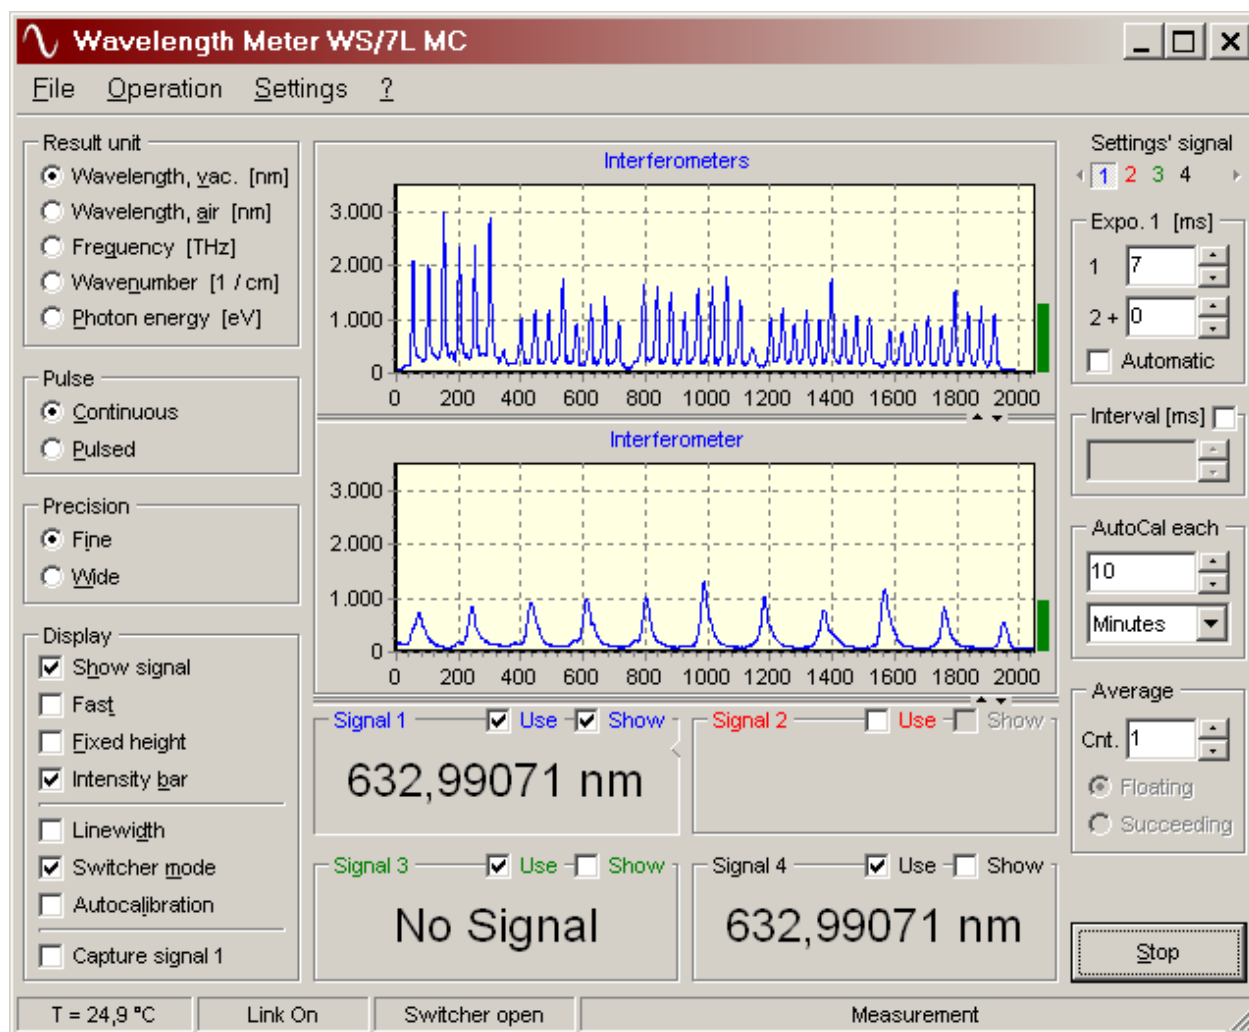 Wavelength Meter WS/7L MC
File Operation Settings ?
Result unit
Wavelength, vac. [nm]
Wavelength, air [nm]
Frequency [THz]
Wavenumber [1 / cm]
Photon energy [eV]
Pulse
Continuous
Pulsed
Precision
Fine
Wide
Display
Show signal
Fast
Fixed height
Intensity bar
Linewidth
Switcher mode
Autocalibration
Capture signal 1
Interferometers
3.000
2.000
1.000
0
0 200 400 600 800 1000 1200 1400 1600 1800 2000
Interferometer
3.000
2.000
1.000
0
0 200 400 600 800 1000 1200 1400 1600 1800 2000
Signal 1 Use Show
632,99071 nm
Signal 2 Use Show
Signal 3 Use Show
No Signal
Signal 4 Use Show
632,99071 nm
Settings' signal
1 2 3 4
Expo. 1 [ms]
1 7
2 + 0
Automatic
Interval [ms]
AutoCal each
10
Minutes
Average
Cnt. 1
Floating
Succeeding
Stop
T = 24,9 °C Link On Switcher open Measurement